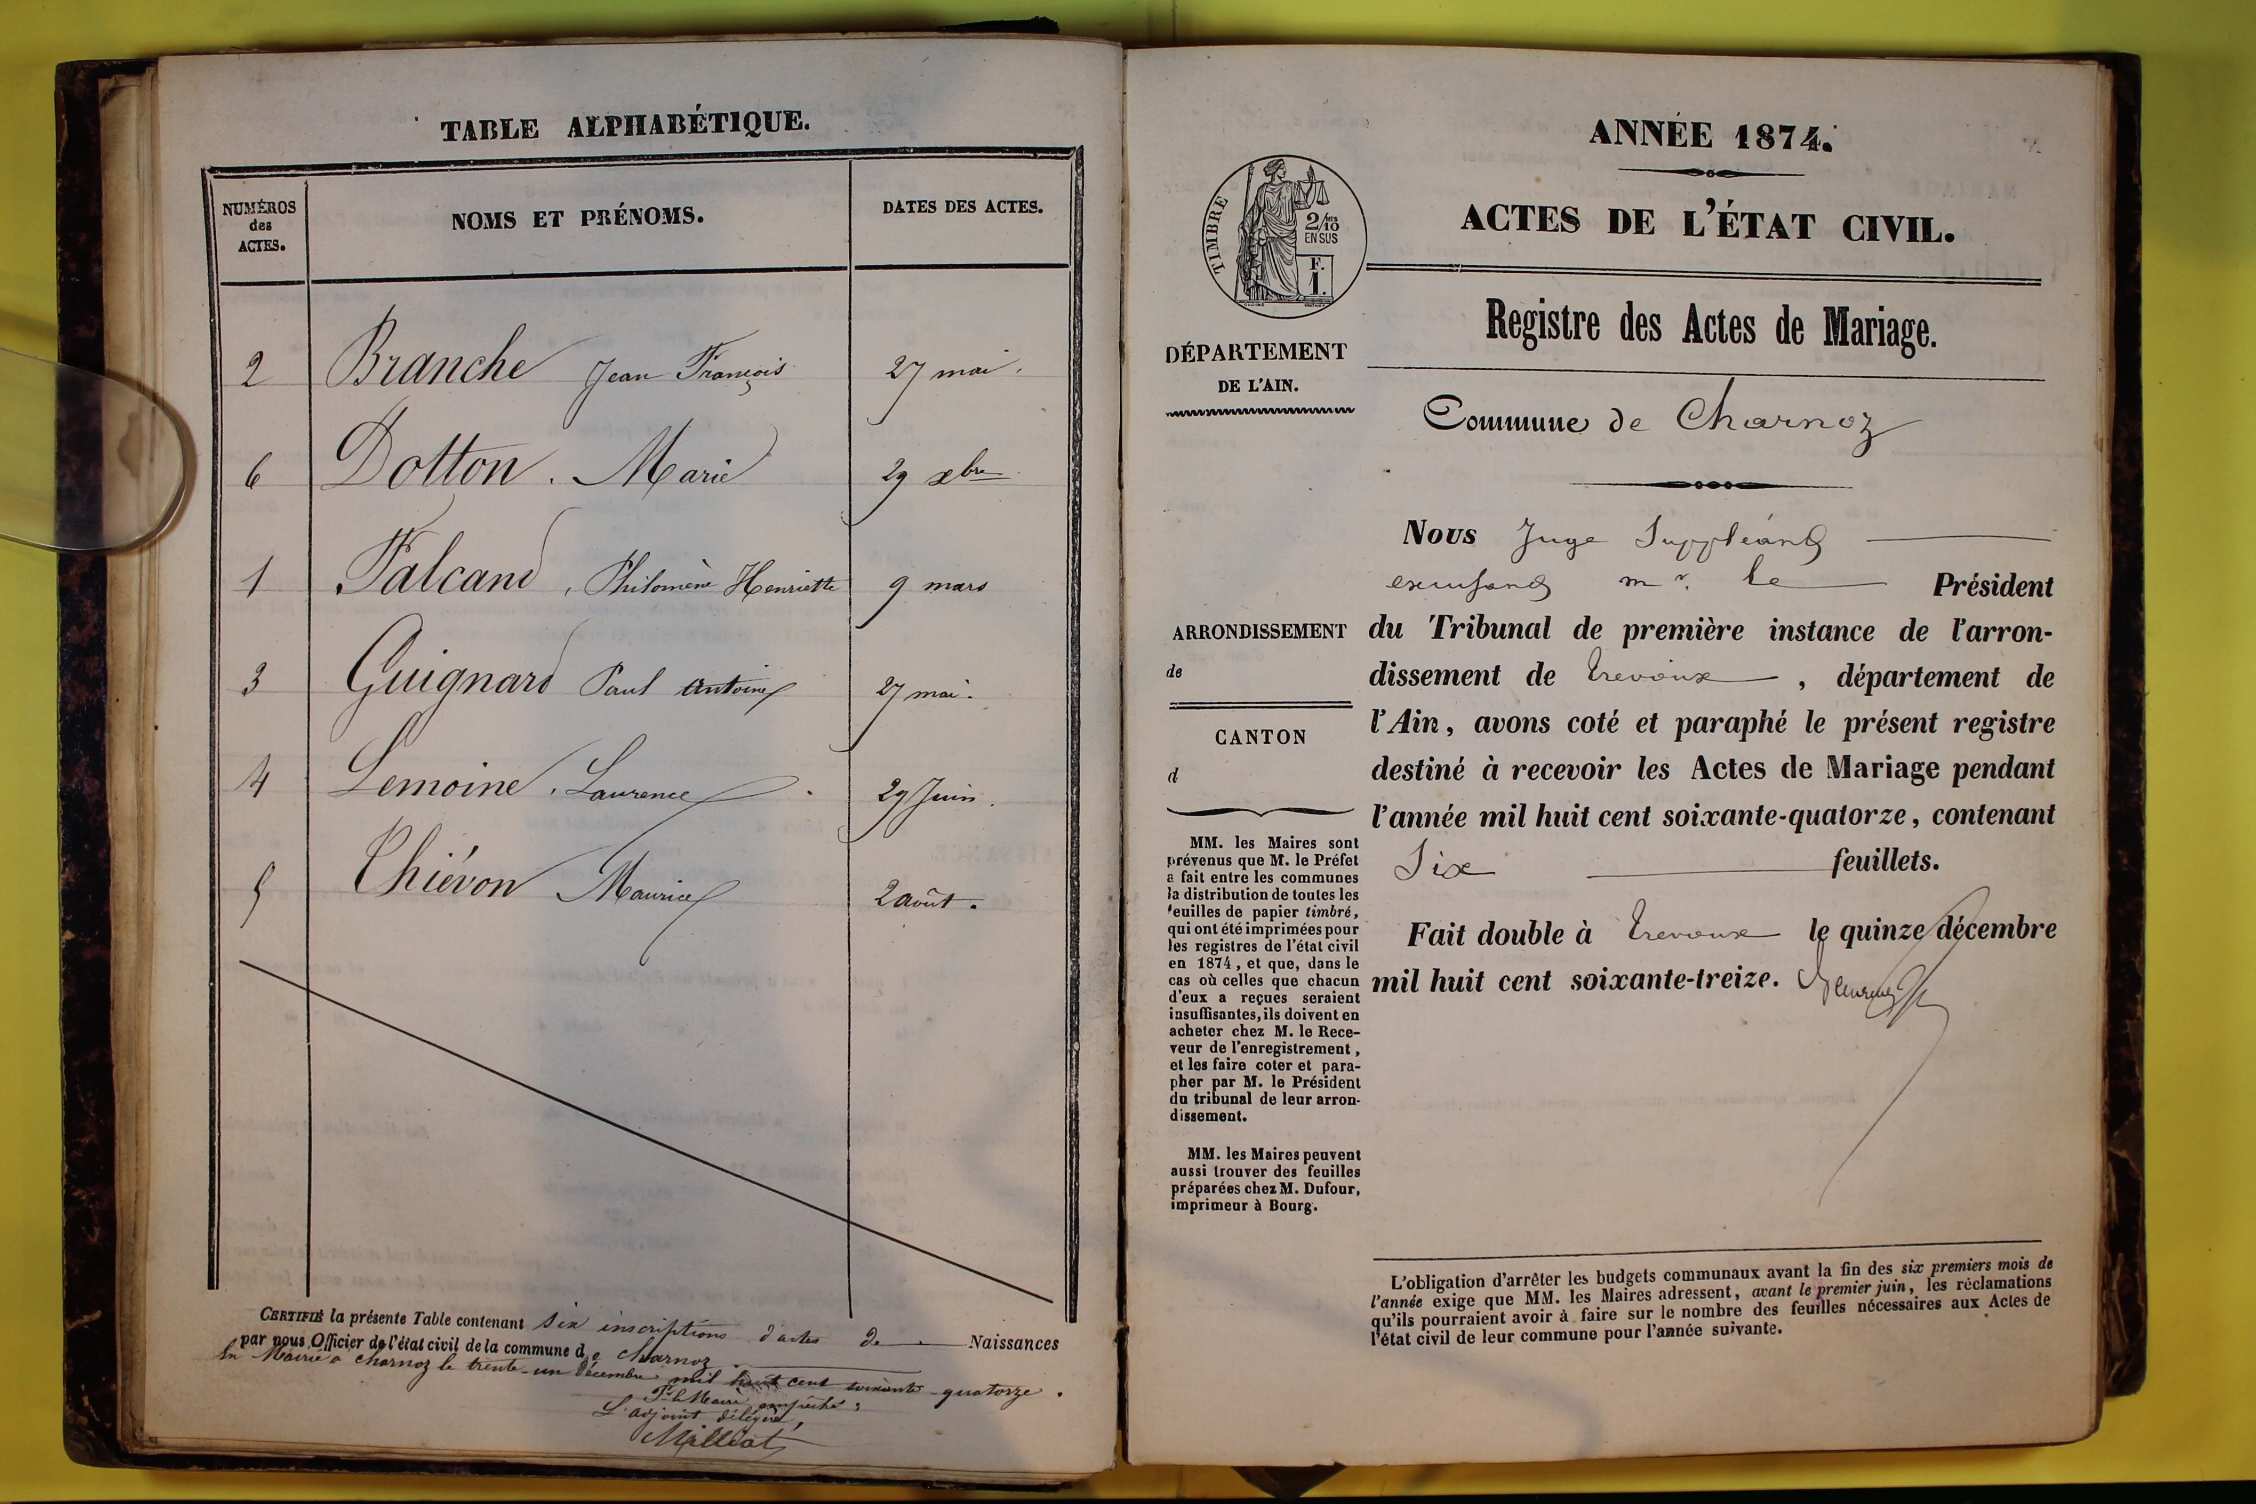 TABLE ALPHABÉTIQUE.
NUMÉROS
des
ACTES.
NOMS ET PRÉNOMS.
DATES DES ACTES.
2 Branche Jean François 27 mai.
6 Dotton. Marie 29 xbre
1 Falcand, Philomène Henriette 9 mars
3 Guignard Paul Antoine 27 mai.
4 Lemoine. Laurence 29 Juin.
5 Thiévon Maurice 2 août.
CERTIFIÉ la présente Table contenant six inscriptions d'actes de Naissances
par nous Officier de l'état civil de la commune de Charnoz
En Mairie a Charnoz le trente-un Décembre mil huit cent soixante-quatorze.
Pr le Maire empêché:
L'adjoint délégué,
Milliat
ANNÉE 1874.
ACTES DE L'ÉTAT CIVIL.
TIMBRE
2/10
EN SUS
F.
1.
Registre des Actes de Mariage.
DÉPARTEMENT
DE L'AIN.
Commune de Charnoz
Nous Juge Suppléant
mr. le Président
du Tribunal de première instance de l'arron-
dissement de Trevoux, département de
l'Ain, avons coté et paraphé le présent registre
destiné à recevoir les Actes de Mariage pendant
l'année mil huit cent soixante-quatorze, contenant
Six feuillets.
Fait double à Trevoux le quinze décembre
mil huit cent soixante-treize.
ARRONDISSEMENT
de
CANTON
d
MM. les Maires sont
prévenus que M. le Préfet
a fait entre les communes
la distribution de toutes les
feuilles de papier timbré,
qui ont été imprimées pour
les registres de l'état civil
en 1874, et que, dans le
cas où celles que chacun
d'eux a reçues seraient
insuffisantes, ils doivent en
acheter chez M. le Rece-
veur de l'enregistrement,
et les faire coter et para-
pher par M. le Président
du tribunal de leur arron-
dissement.
MM. les Maires peuvent
aussi trouver des feuilles
préparées chez M. Dufour,
imprimeur à Bourg.
L'obligation d'arrêter les budgets communaux avant la fin des six premiers mois de
l'année exige que MM. les Maires adressent, avant le premier juin, les réclamations
qu'ils pourraient avoir à faire sur le nombre des feuilles nécessaires aux Actes de
l'état civil de leur commune pour l'année suivante.